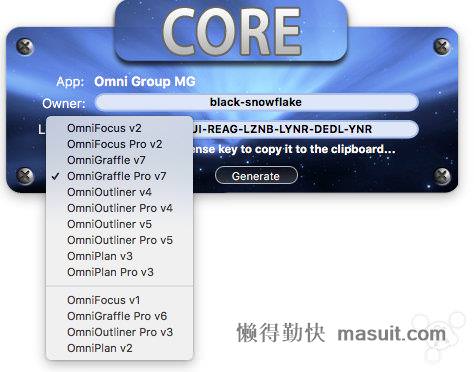 CORE
App: Omni Group MG
Owner: black-snowflake
JI-REAG-LZNB-LYNR-DEDL-YNR
ense key to copy it to the clipboard...
Generate
OmniFocus v2
OmniFocus Pro v2
OmniGraffle v7
✓ OmniGraffle Pro v7
OmniOutliner v4
OmniOutliner Pro v4
OmniOutliner v5
OmniOutliner Pro v5
OmniPlan v3
OmniPlan Pro v3
OmniFocus v1
OmniGraffle Pro v6
OmniOutliner Pro v3
OmniPlan v2
懒得勤快 masuit.com